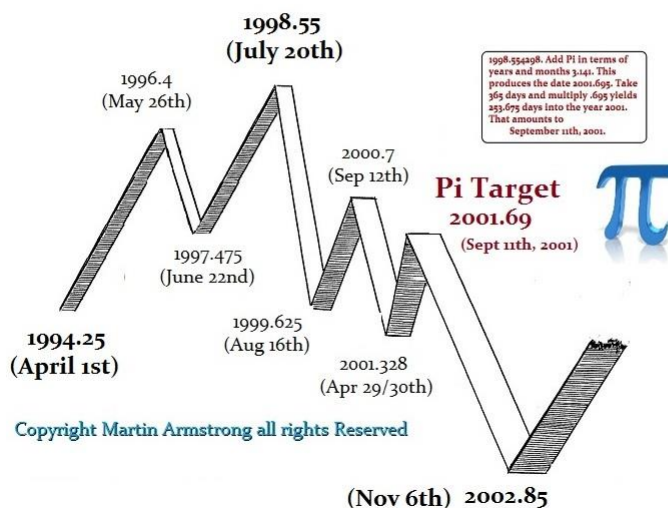 1998.55
(July 20th)
1998.554298. Add Pi in terms of
years and months 3.141. This
produces the date 2001.695. Take
365 days and multiply .695 yields
253.675 days into the year 2001.
That amounts to
September 11th, 2001.
1996.4
(May 26th)
2000.7
(Sep 12th)
Pi Target
2001.69
(Sept 11th, 2001)
π
1997.475
(June 22nd)
1999.625
(Aug 16th)
1994.25
(April 1st)
2001.328
(Apr 29/30th)
Copyright Martin Armstrong all rights Reserved
(Nov 6th) 2002.85